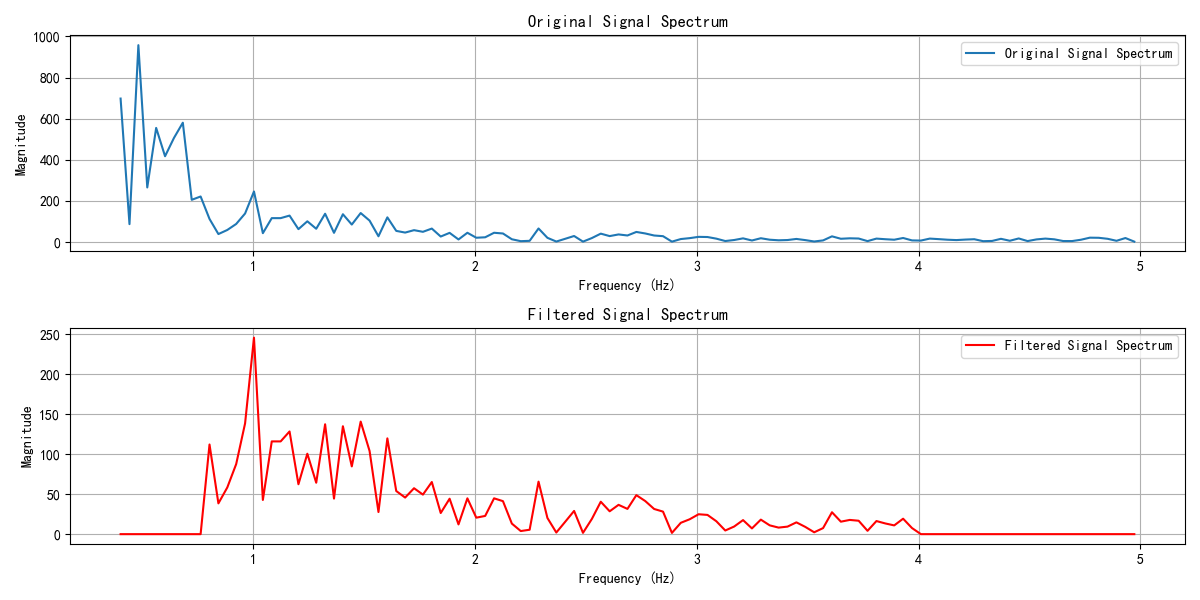 Original Signal Spectrum
1000
800
600
400
200
0
Magnitude
Original Signal Spectrum
1 2 3 4 5
Frequency (Hz)
Filtered Signal Spectrum
250
200
150
100
50
0
Magnitude
Filtered Signal Spectrum
1 2 3 4 5
Frequency (Hz)